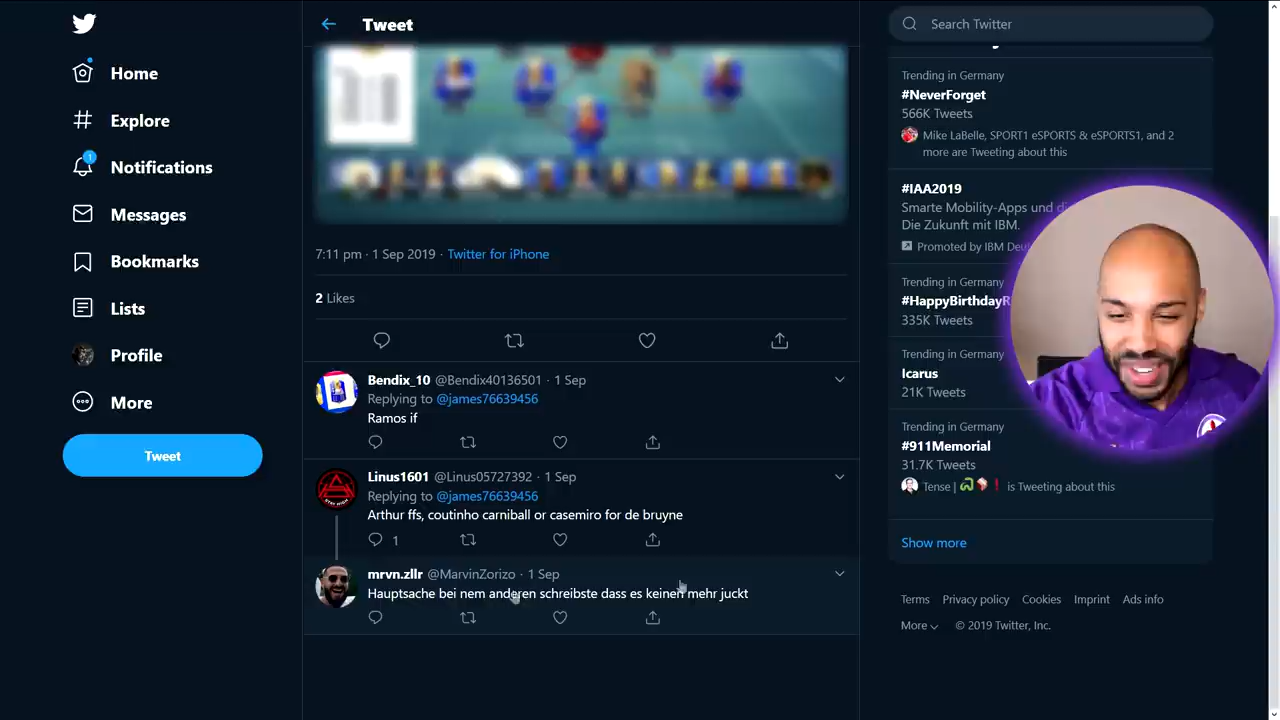 Home
Explore
1
Notifications
Messages
Bookmarks
Lists
Profile
More
Tweet
Tweet
7:11 pm · 1 Sep 2019 · Twitter for iPhone
2 Likes
Bendix_10 @Bendix40136501 · 1 Sep
Replying to @james76639456
Ramos if
Linus1601 @Linus05727392 · 1 Sep
Replying to @james76639456
Arthur ffs, coutinho carniball or casemiro for de bruyne
1
mrvn.zllr @MarvinZorizo · 1 Sep
Hauptsache bei nem anderen schreibste dass es keinen mehr juckt
Search Twitter
Trending in Germany
#NeverForget
566K Tweets
Mike LaBelle, SPORT1 eSPORTS & eSPORTS1, and 2
more are Tweeting about this
#IAA2019
Smarte Mobility-Apps und
Die Zukunft mit IBM.
Promoted by IBM
Trending in Germany
#HappyBirthdayR
335K Tweets
Trending in Germany
Icarus
21K Tweets
Trending in Germany
#911Memorial
31.7K Tweets
Tense | is Tweeting about this
Show more
Terms Privacy policy Cookies Imprint Ads info
More © 2019 Twitter, Inc.